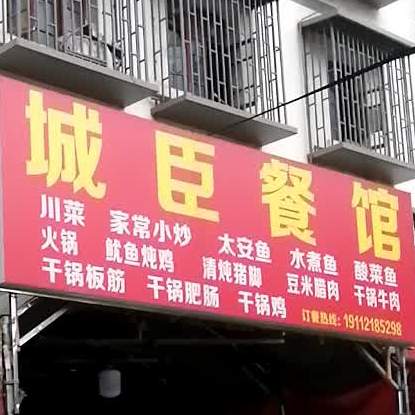 城臣餐馆
川菜 家常小炒 太安鱼 水煮鱼 酸菜鱼
火锅 鱿鱼炖鸡 清炖猪脚 豆米腊肉 干锅牛肉
干锅板筋 干锅肥肠 干锅鸡
订餐热线:19112185298